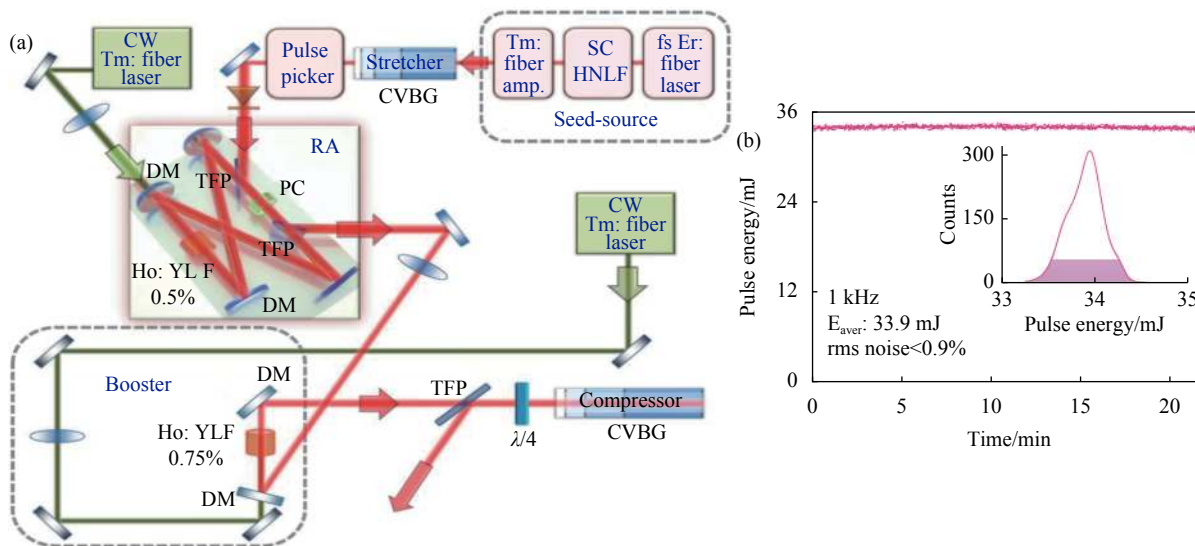 (a)
CW
Tm: fiber
laser
Pulse
picker
Stretcher
CVBG
Tm:
fiber
amp.
SC
HNLF
fs Er:
fiber
laser
Seed-source
RA
DM
TFP
PC
TFP
Ho: YL F
0.5%
DM
CW
Tm: fiber
laser
Booster
DM
Ho: YLF
0.75%
DM
TFP
λ/4
Compressor
CVBG
(b)
Pulse energy/mJ
36
24
12
0
0
5
10
15
20
Time/min
1 kHz
E_aver: 33.9 mJ
rms noise<0.9%
Counts
300
150
0
33
34
35
Pulse energy/mJ